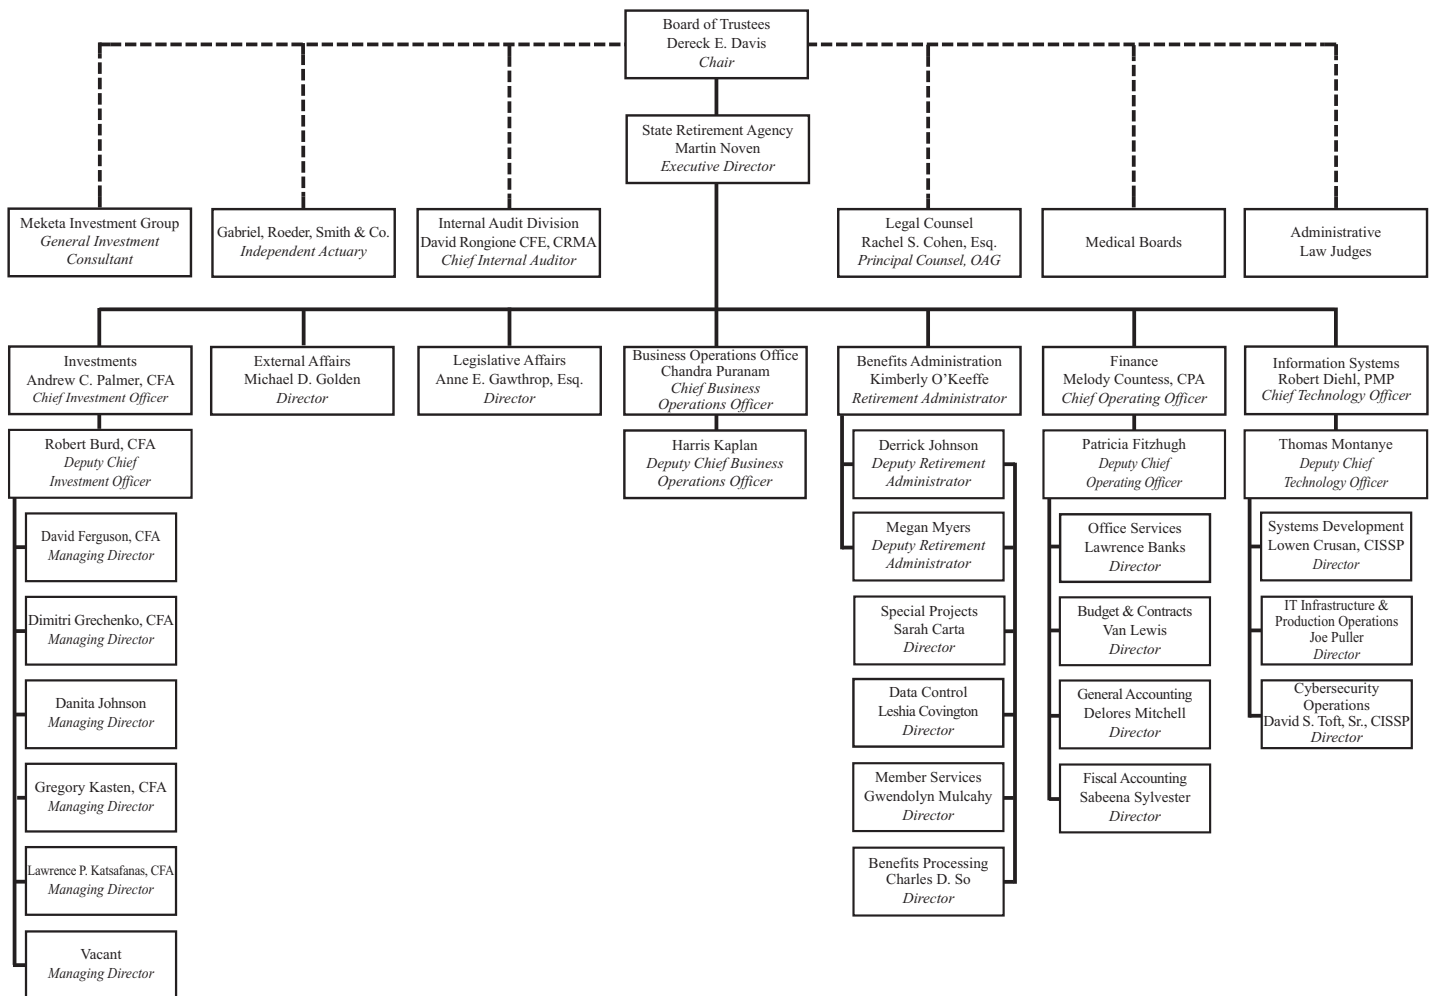 Board of Trustees
Dereck E. Davis
Chair
State Retirement Agency
Martin Noven
Executive Director
Meketa Investment Group
General Investment
Consultant
Gabriel, Roeder, Smith & Co.
Independent Actuary
Internal Audit Division
David Rongione CFE, CRMA
Chief Internal Auditor
Legal Counsel
Rachel S. Cohen, Esq.
Principal Counsel, OAG
Medical Boards
Administrative
Law Judges
Investments
Andrew C. Palmer, CFA
Chief Investment Officer
External Affairs
Michael D. Golden
Director
Legislative Affairs
Anne E. Gawthrop, Esq.
Director
Business Operations Office
Chandra Puranam
Chief Business
Operations Officer
Benefits Administration
Kimberly O’Keeffe
Retirement Administrator
Finance
Melody Countess, CPA
Chief Operating Officer
Information Systems
Robert Diehl, PMP
Chief Technology Officer
Robert Burd, CFA
Deputy Chief
Investment Officer
Harris Kaplan
Deputy Chief Business
Operations Officer
Derrick Johnson
Deputy Retirement
Administrator
Patricia Fitzhugh
Deputy Chief
Operating Officer
Thomas Montanye
Deputy Chief
Technology Officer
David Ferguson, CFA
Managing Director
Megan Myers
Deputy Retirement
Administrator
Office Services
Lawrence Banks
Director
Systems Development
Lowen Crusan, CISSP
Director
Dimitri Grechenko, CFA
Managing Director
Special Projects
Sarah Carta
Director
Budget & Contracts
Van Lewis
Director
IT Infrastructure &
Production Operations
Joe Puller
Director
Danita Johnson
Managing Director
Data Control
Leshia Covington
Director
General Accounting
Delores Mitchell
Director
Cybersecurity
Operations
David S. Toft, Sr., CISSP
Director
Gregory Kasten, CFA
Managing Director
Member Services
Gwendolyn Mulcahy
Director
Fiscal Accounting
Sabeena Sylvester
Director
Lawrence P. Katsafanas, CFA
Managing Director
Benefits Processing
Charles D. So
Director
Vacant
Managing Director